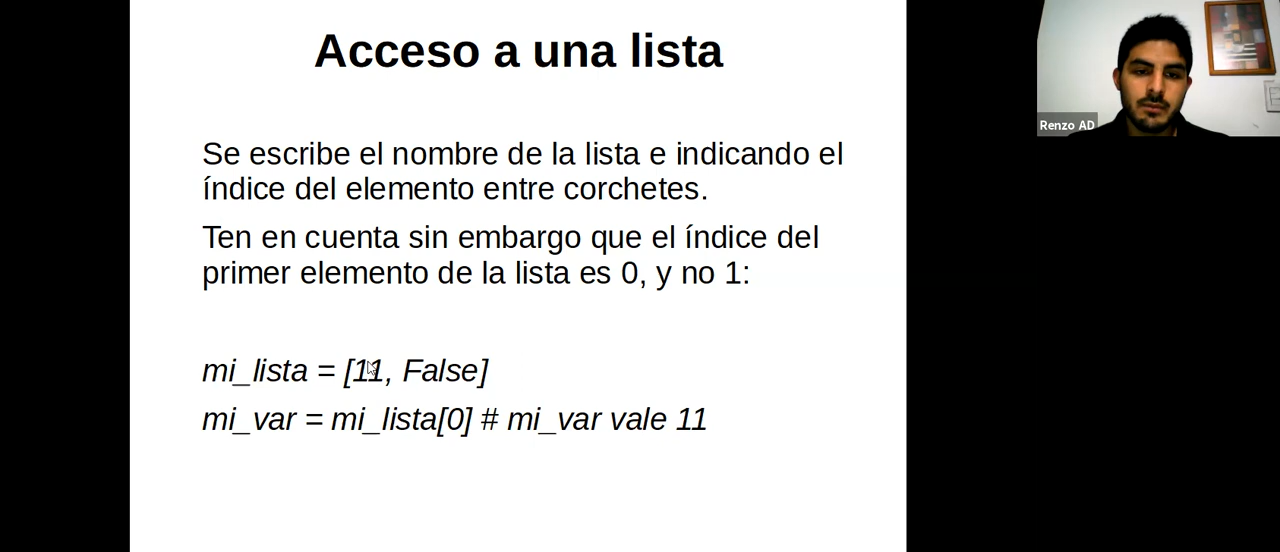 Acceso a una lista
Se escribe el nombre de la lista e indicando el
índice del elemento entre corchetes.
Ten en cuenta sin embargo que el índice del
primer elemento de la lista es 0, y no 1:
mi_lista = [11, False]
mi_var = mi_lista[0] # mi_var vale 11
Renzo AD